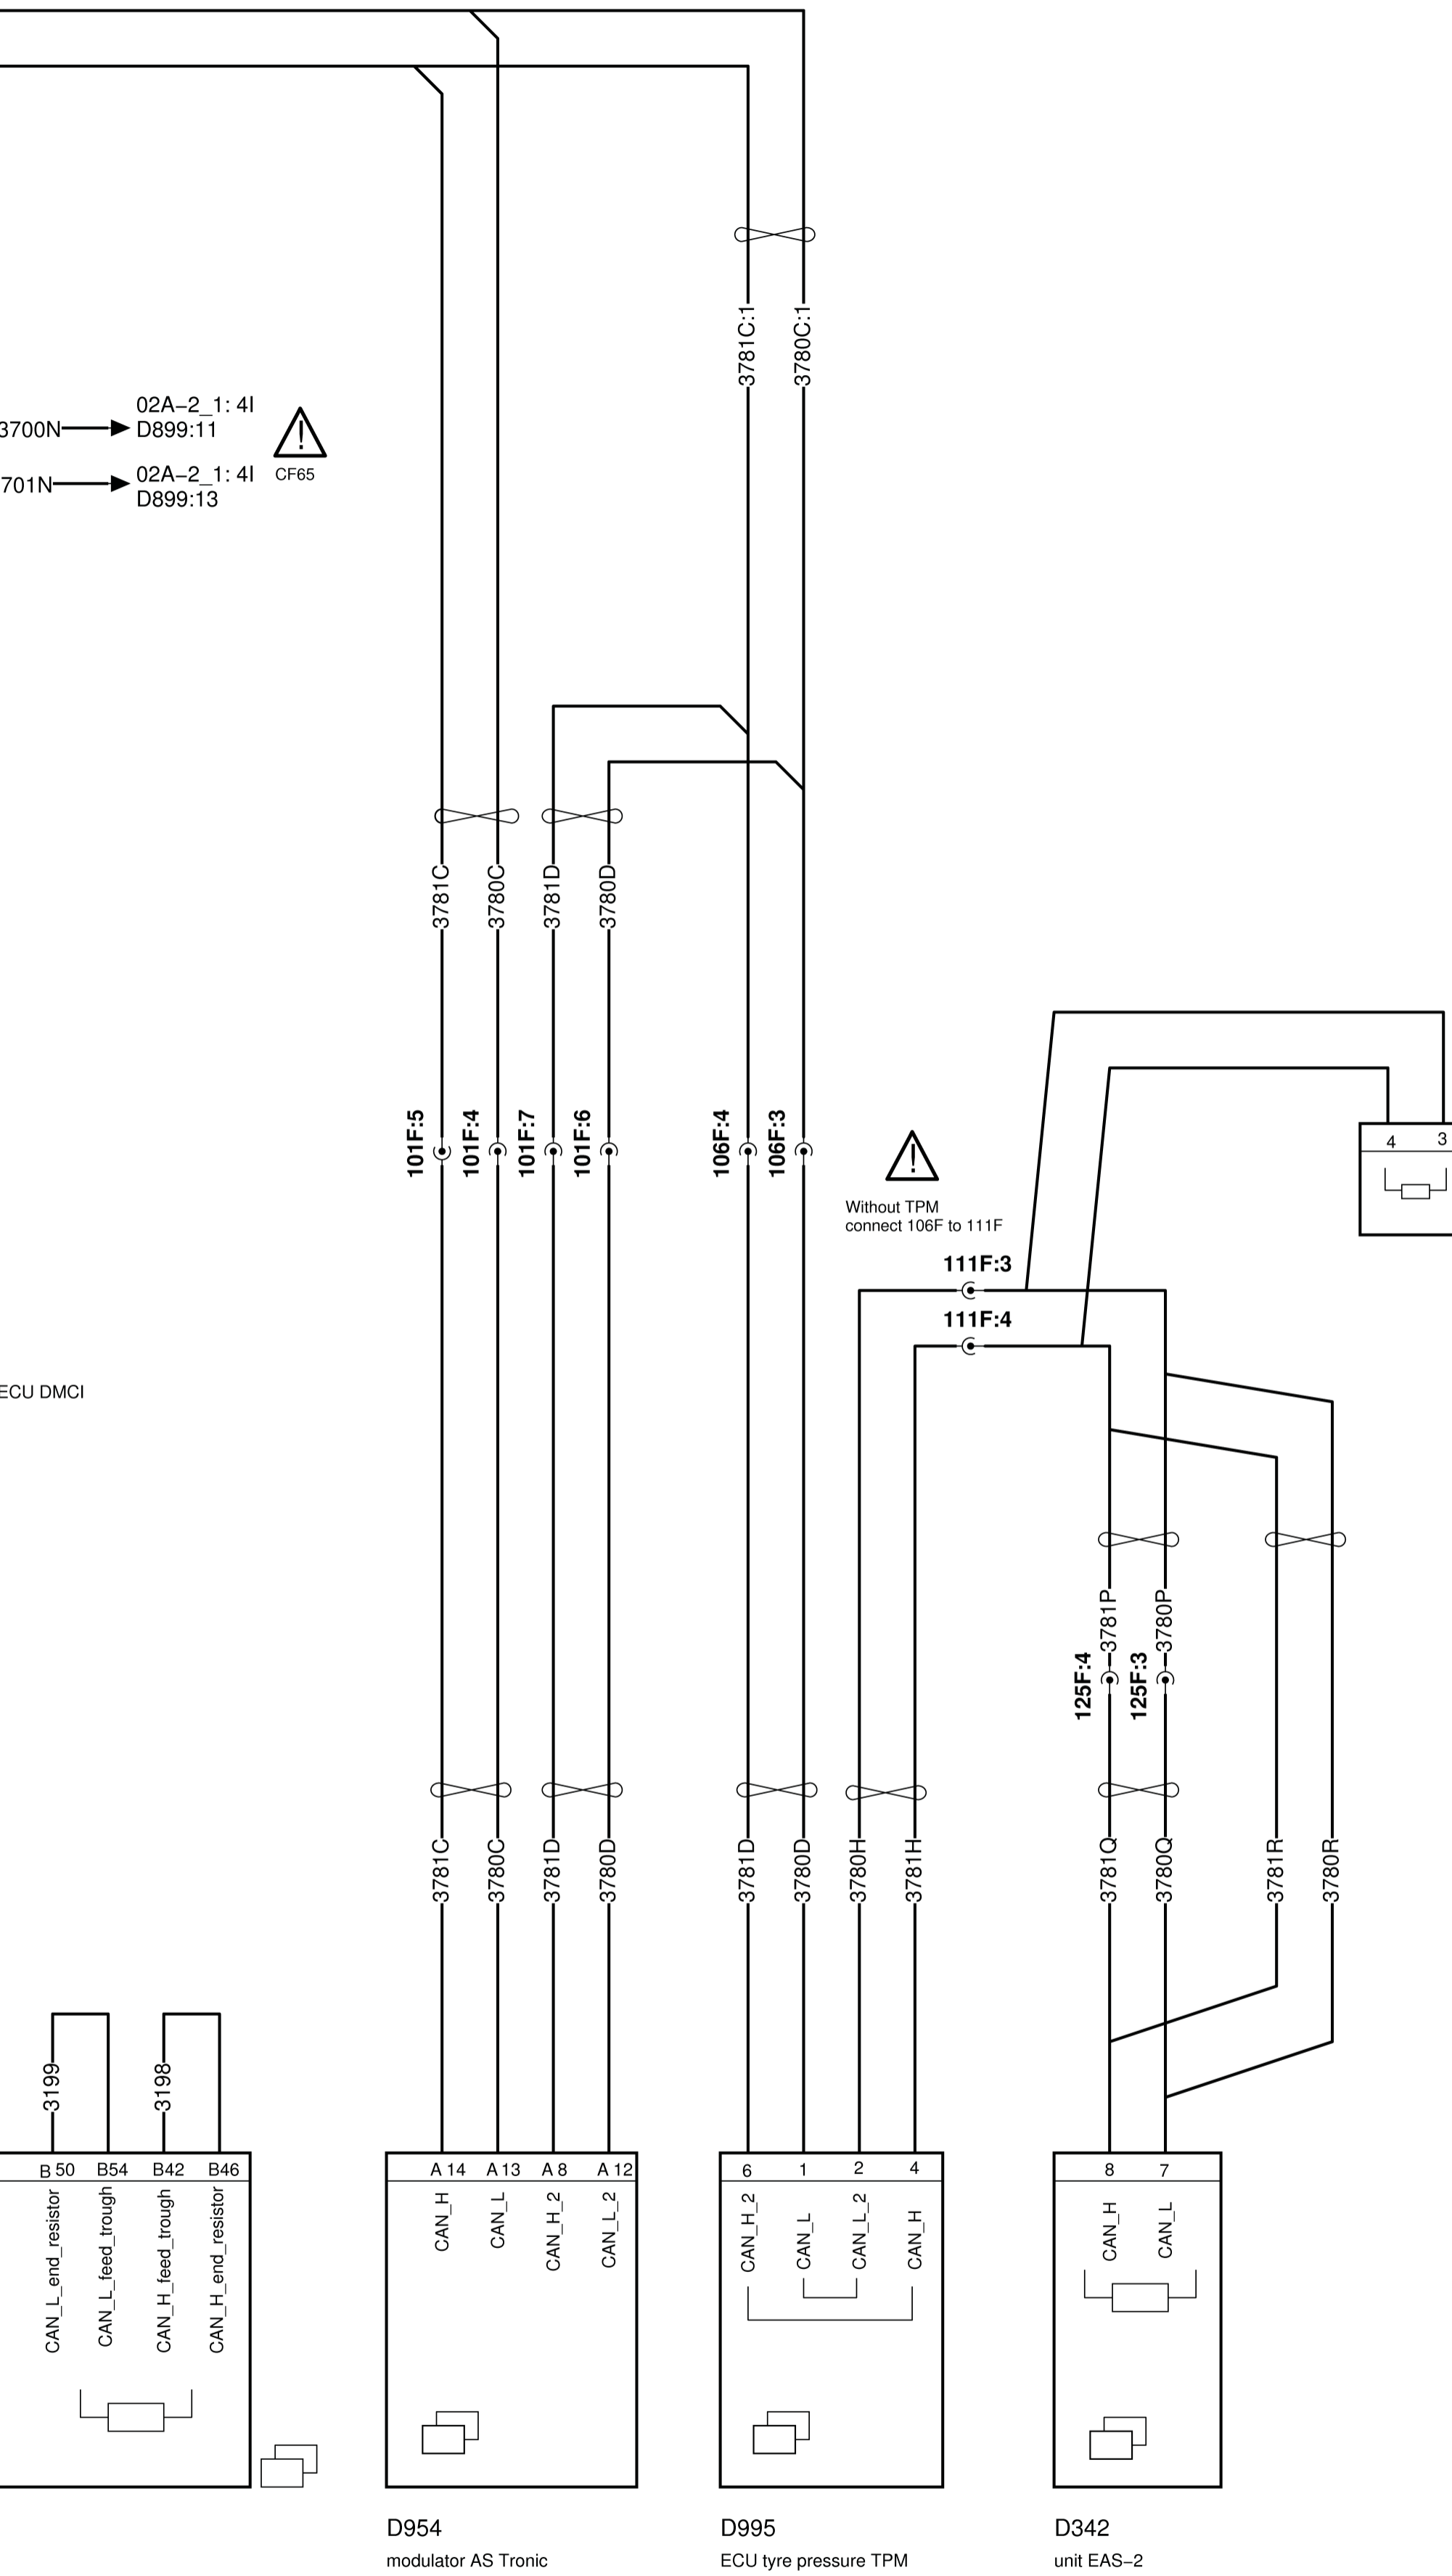 3781C:1
3780C:1
02A−2_1: 4I
3700N
D899:11
!
02A−2_1: 4I
CF65
701N
D899:13
3781C
3780C
3781D
3780D
101F:5
101F:4
101F:7
101F:6
106F:4
106F:3
!
4 3
Without TPM
connect 106F to 111F
111F:3
111F:4
ECU DMCI
3781P
3780P
125F:4
125F:3
3781C
3780C
3781D
3780D
3781D
3780D
3780H
3781H
3781Q
3780Q
3781R
3780R
3199
3198
B 50 B54 B42 B46
A 14 A 13 A 8 A 12
6 1 2 4
8 7
CAN_L_end_resistor
CAN_L_feed_trough
CAN_H_feed_trough
CAN_H_end_resistor
CAN_H
CAN_L
CAN_H_2
CAN_L_2
CAN_H_2
CAN_L
CAN_L_2
CAN_H
CAN_H
CAN_L
D954
modulator AS Tronic
D995
ECU tyre pressure TPM
D342
unit EAS−2